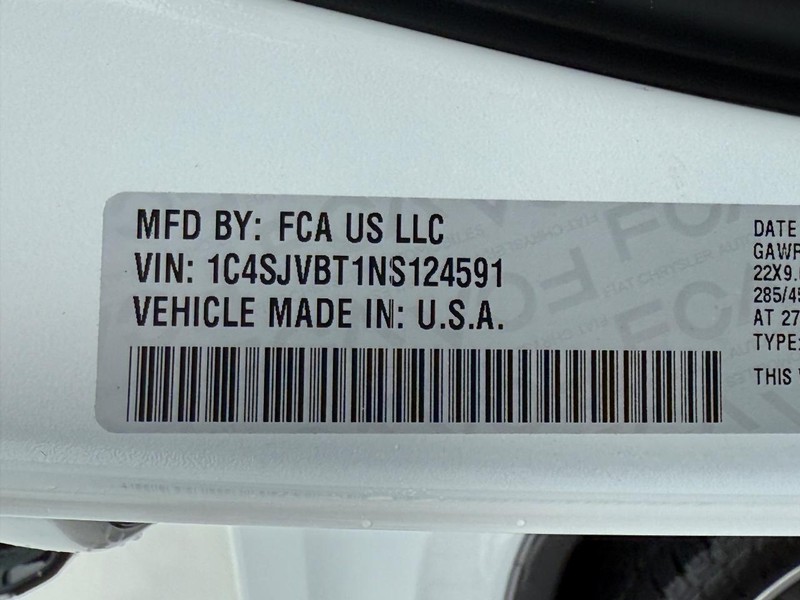 MFD BY: FCA US LLC
VIN: 1C4SJVBT1NS124591
VEHICLE MADE IN: U.S.A.
DATE
GAWR
22X9.
285/45
AT 27
TYPE:
THIS